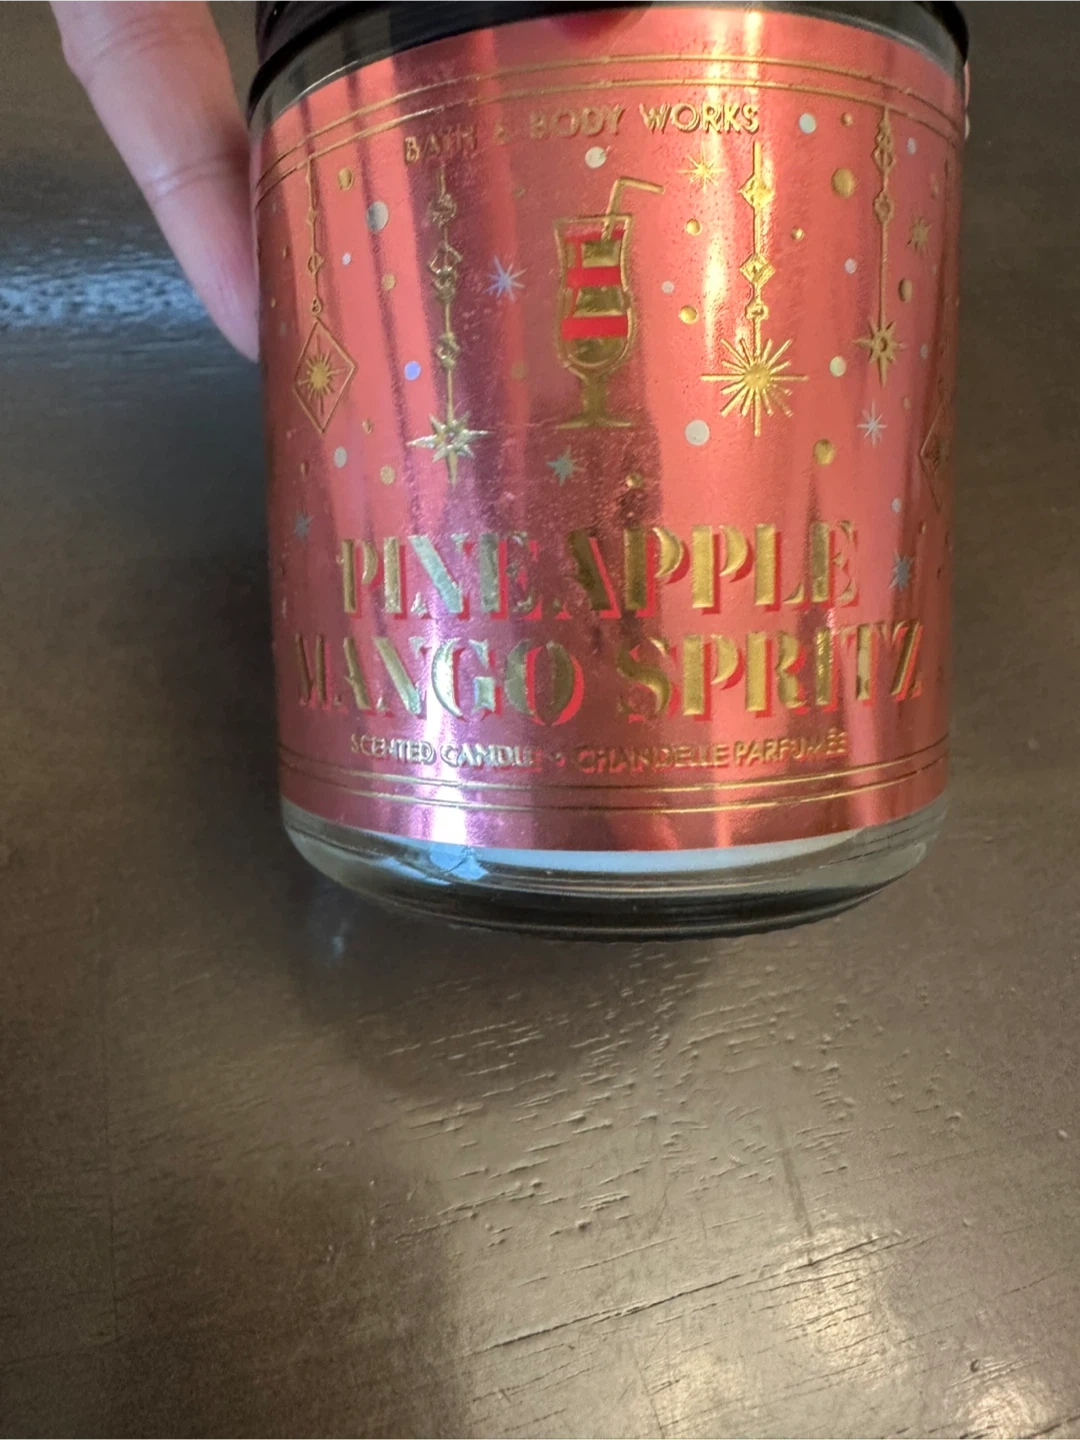 BATH & BODY WORKS
PINEAPPLE
MANGO SPRITZ
SCENTED CANDLE • CHANDELLE PARFUMÉE